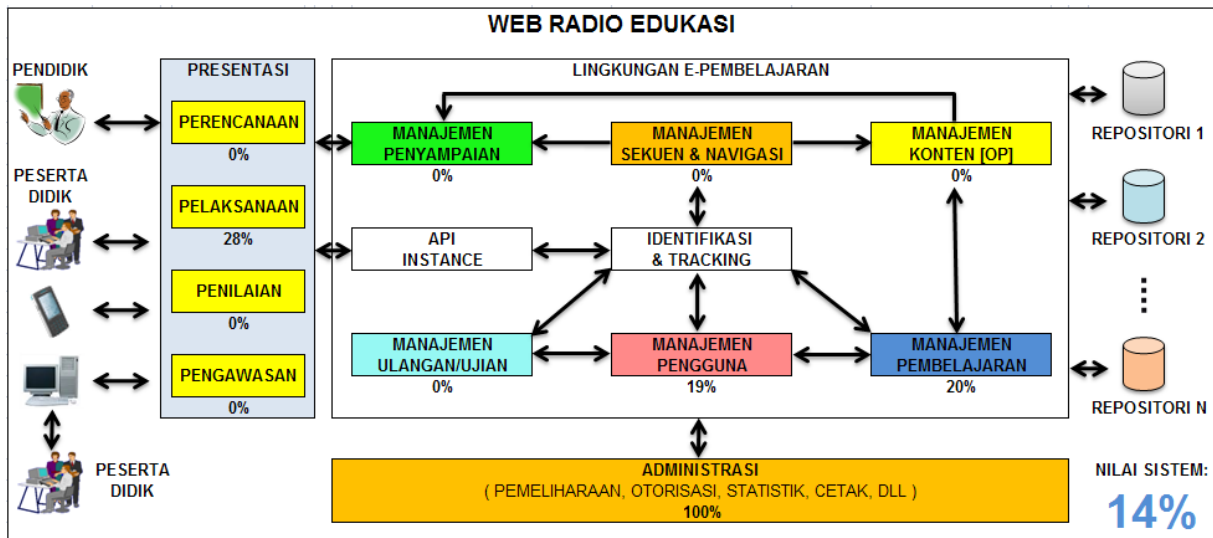 WEB RADIO EDUKASI
PENDIDIK
PRESENTASI
LINGKUNGAN E-PEMBELAJARAN
PERENCANAAN
0%
MANAJEMEN
PENYAMPAIAN
0%
MANAJEMEN
SEKUEN & NAVIGASI
0%
MANAJEMEN
KONTEN [OP]
0%
REPOSITORI 1
PESERTA
DIDIK
PELAKSANAAN
28%
API
INSTANCE
IDENTIFIKASI
& TRACKING
REPOSITORI 2
PENILAIAN
0%
PENGAWASAN
0%
MANAJEMEN
ULANGAN/UJIAN
0%
MANAJEMEN
PENGGUNA
19%
MANAJEMEN
PEMBELAJARAN
20%
REPOSITORI N
PESERTA
DIDIK
ADMINISTRASI
( PEMELIHARAAN, OTORISASI, STATISTIK, CETAK, DLL )
100%
NILAI SISTEM:
14%